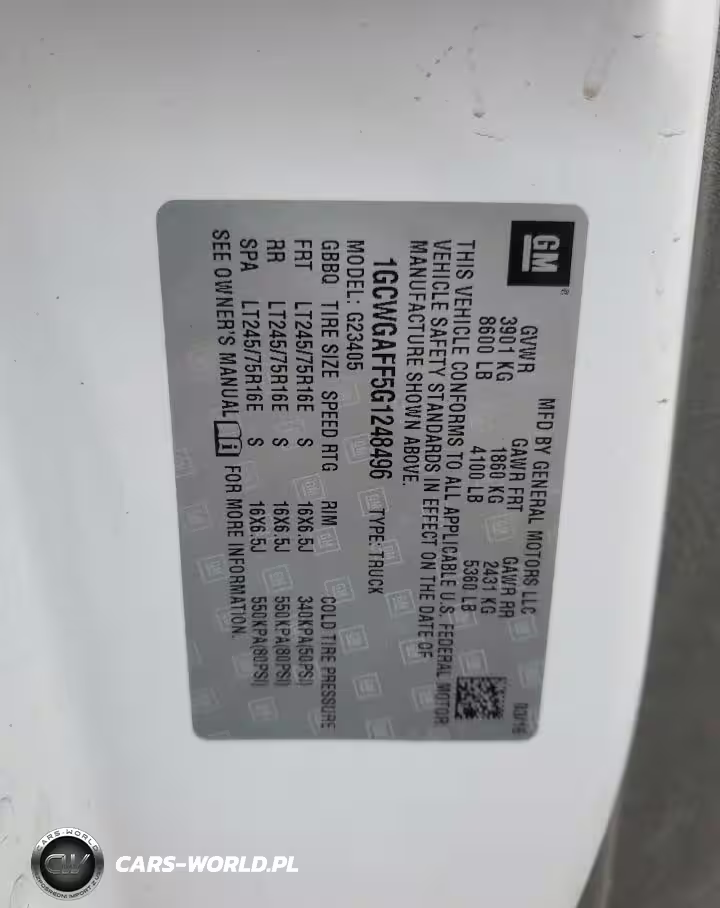 GM
MFD BY GENERAL MOTORS LLC
GVWR GAWR FRT GAWR RR
3901 KG 1860 KG 2431 KG
8600 LB 4100 LB 5360 LB
THIS VEHICLE CONFORMS TO ALL APPLICABLE U.S. FEDERAL MOTOR
VEHICLE SAFETY STANDARDS IN EFFECT ON THE DATE OF
MANUFACTURE SHOWN ABOVE.
1GCWGAFF5G1248496 TYPE:TRUCK
MODEL: G23405
GBBQ TIRE SIZE SPEED RTG RIM COLD TIRE PRESSURE
FRT LT245/75R16E S 16X6.5J 340KPA(50PSI)
RR LT245/75R16E S 16X6.5J 550KPA(80PSI)
SPA LT245/75R16E S 16X6.5J 550KPA(80PSI)
SEE OWNER'S MANUAL FOR MORE INFORMATION.
CARS-WORLD
CW
CARS-WORLD.PL